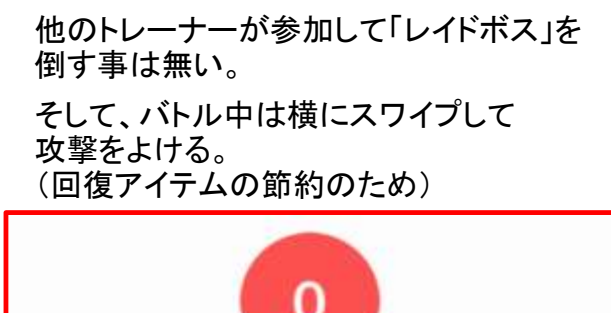 他のトレーナーが参加して「レイドボス」を
倒す事は無い。
そして、バトル中は横にスワイプして
攻撃をよける。
（回復アイテムの節約のため）
0